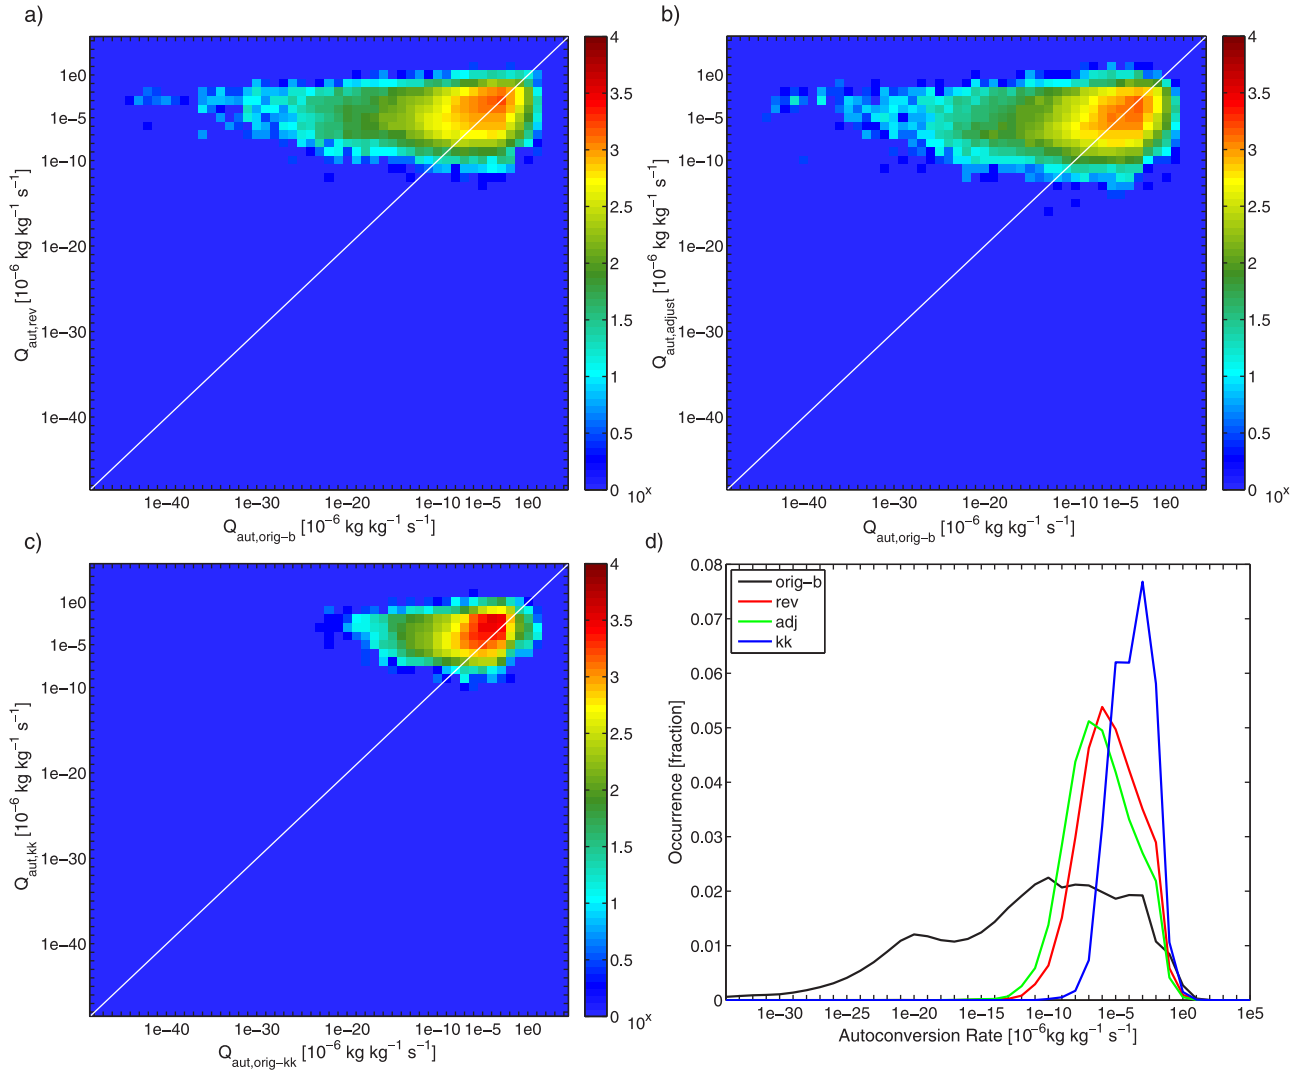 a)
1e0
1e−5
1e−10
1e−20
1e−30
1e−40
Q_aut,rev [10^−6 kg kg^−1 s^−1]
1e−40 1e−30 1e−20 1e−10 1e−5 1e0
Q_aut,orig−b [10^−6 kg kg^−1 s^−1]
4
3.5
3
2.5
2
1.5
1
0.5
0
10^x
b)
1e0
1e−5
1e−10
1e−20
1e−30
1e−40
Q_aut,adjust [10^−6 kg kg^−1 s^−1]
1e−40 1e−30 1e−20 1e−10 1e−5 1e0
Q_aut,orig−b [10^−6 kg kg^−1 s^−1]
4
3.5
3
2.5
2
1.5
1
0.5
0
10^x
c)
1e0
1e−5
1e−10
1e−20
1e−30
1e−40
Q_aut,kk [10^−6 kg kg^−1 s^−1]
1e−40 1e−30 1e−20 1e−10 1e−5 1e0
Q_aut,orig−kk [10^−6 kg kg^−1 s^−1]
4
3.5
3
2.5
2
1.5
1
0.5
0
10^x
d)
0.08
0.07
0.06
0.05
0.04
0.03
0.02
0.01
0
Occurrence [fraction]
orig−b
rev
adj
kk
1e−30 1e−25 1e−20 1e−15 1e−10 1e−5 1e0 1e5
Autoconversion Rate [10^−6kg kg^−1 s^−1]